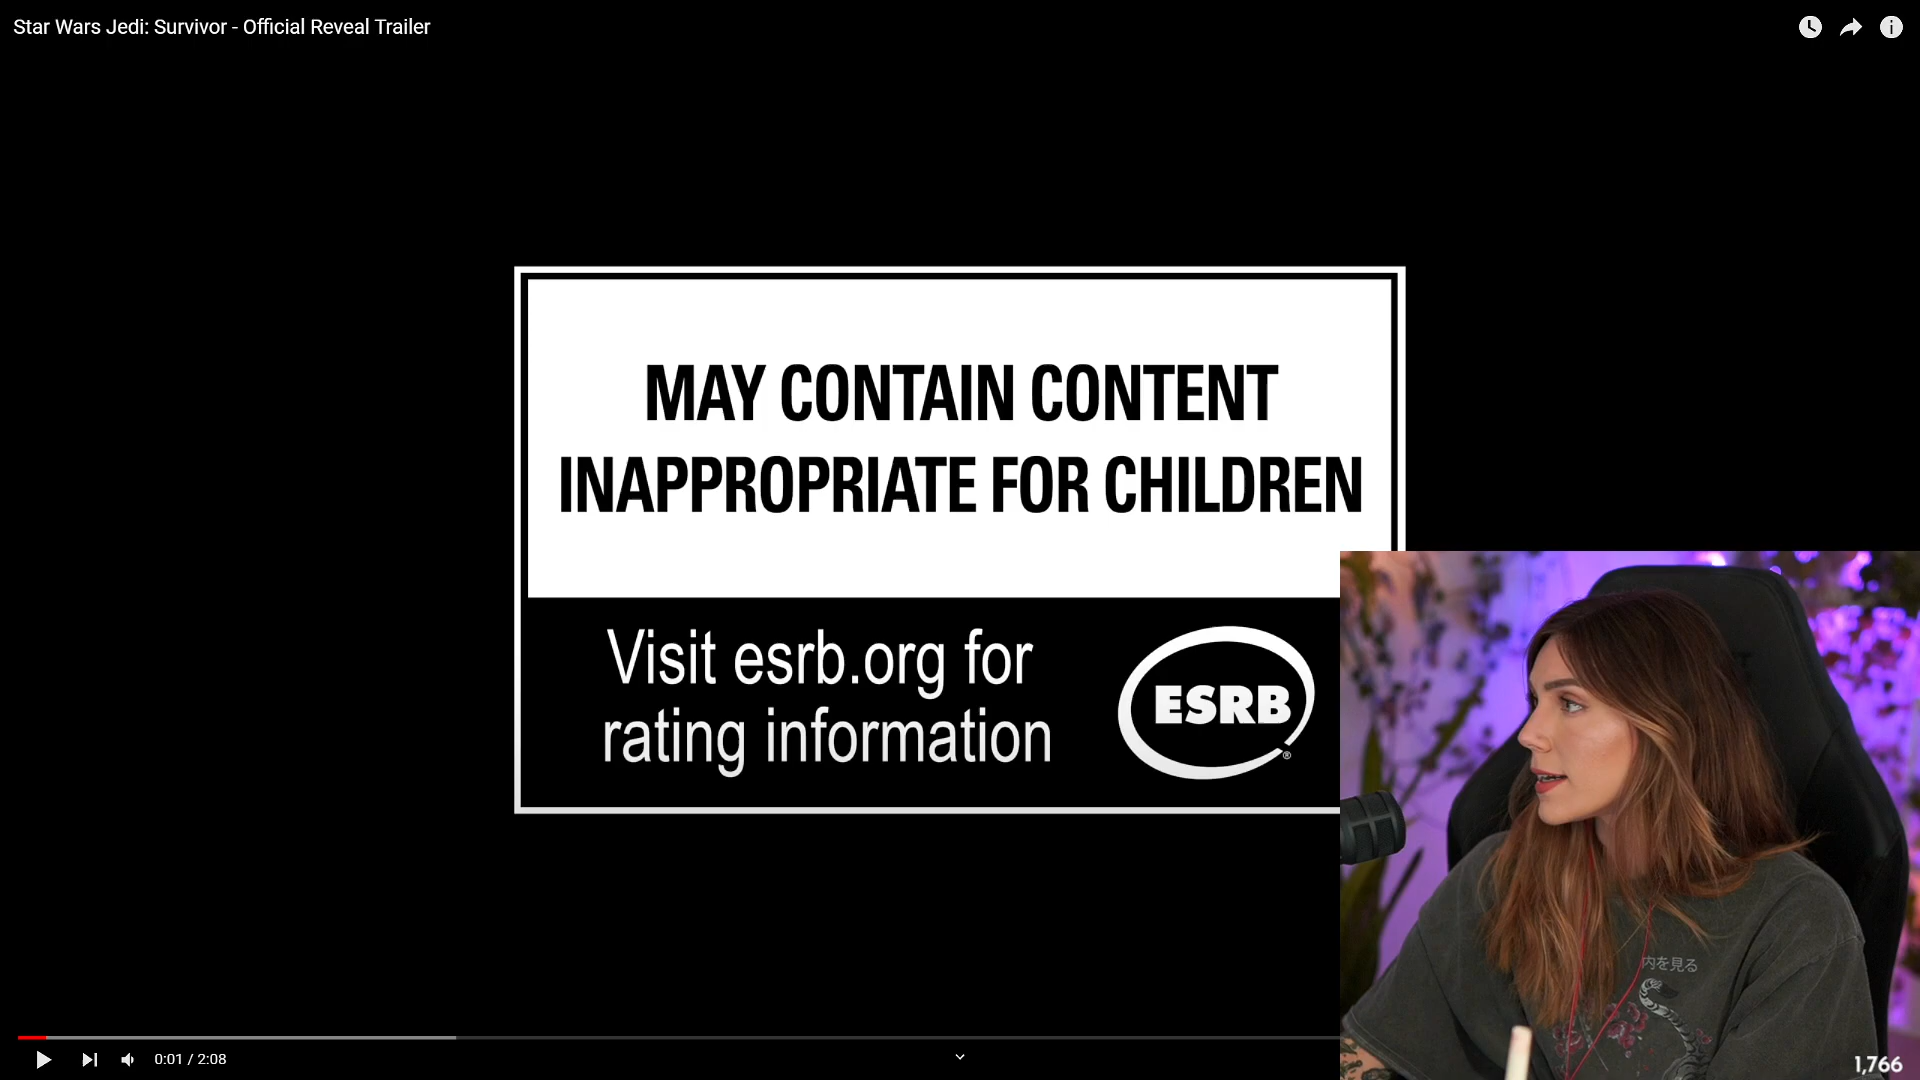 Star Wars Jedi: Survivor - Official Reveal Trailer
MAY CONTAIN CONTENT
INAPPROPRIATE FOR CHILDREN
Visit esrb.org for
rating information
ESRB
®
内を見る
0:01 / 2:08
1,766